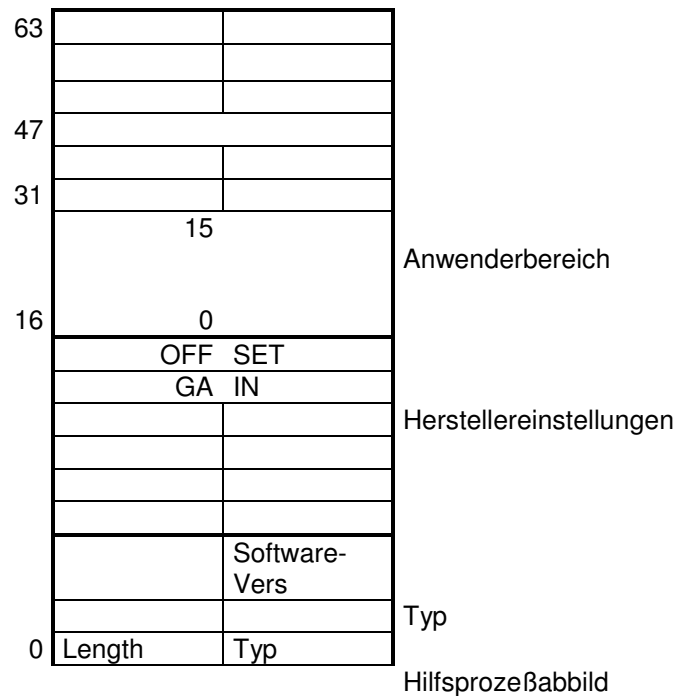 63
47
31
15
Anwenderbereich
16 0
OFF SET
GA IN
Herstellereinstellungen
Software-
Vers
Typ
0 Length Typ
Hilfsprozeßabbild